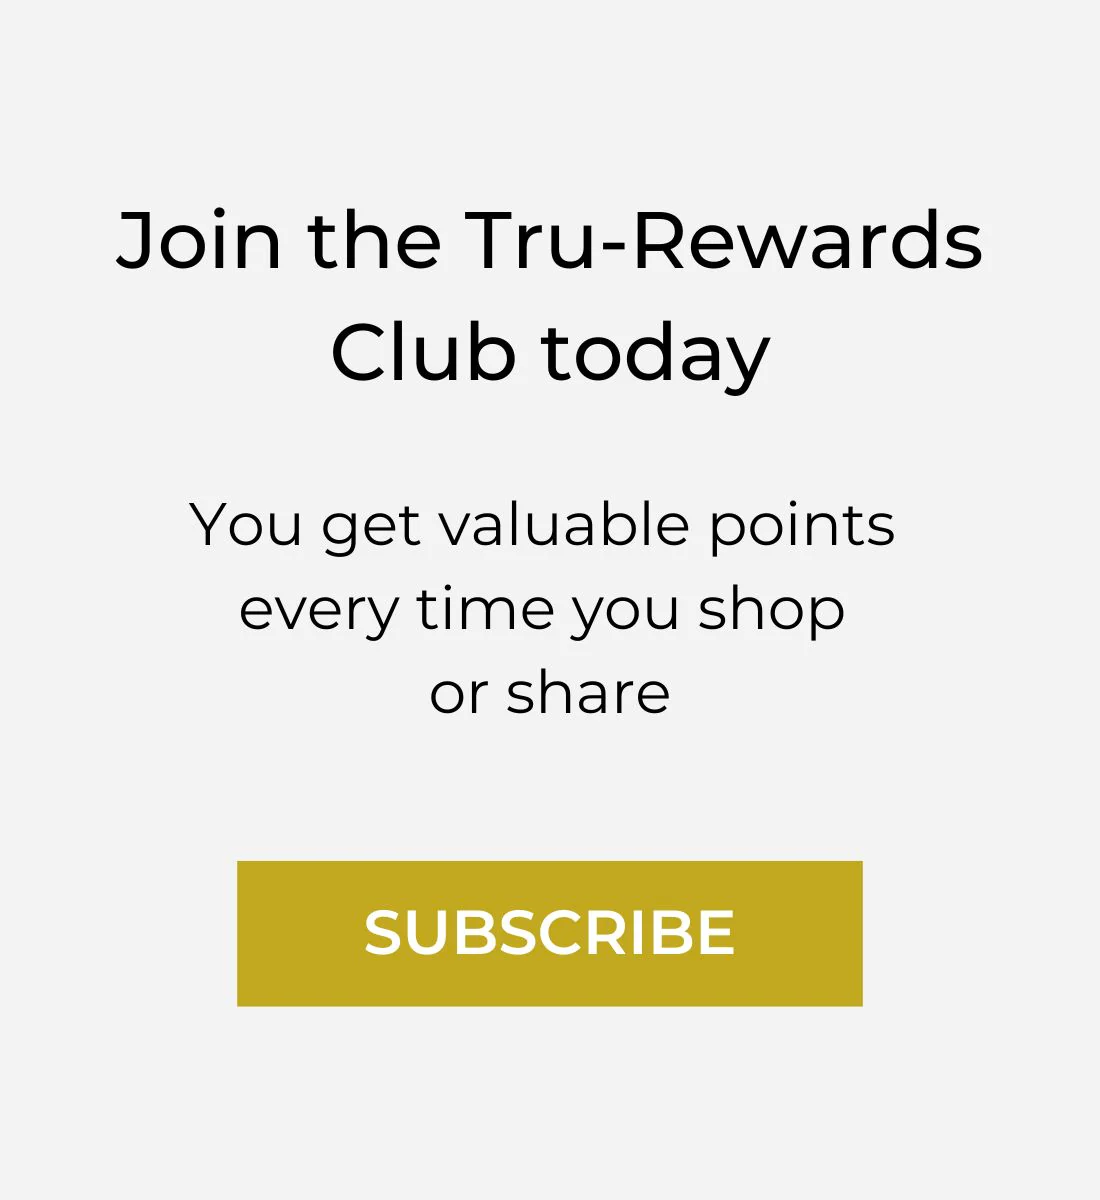 Join the Tru-Rewards
Club today
You get valuable points
every time you shop
or share
SUBSCRIBE